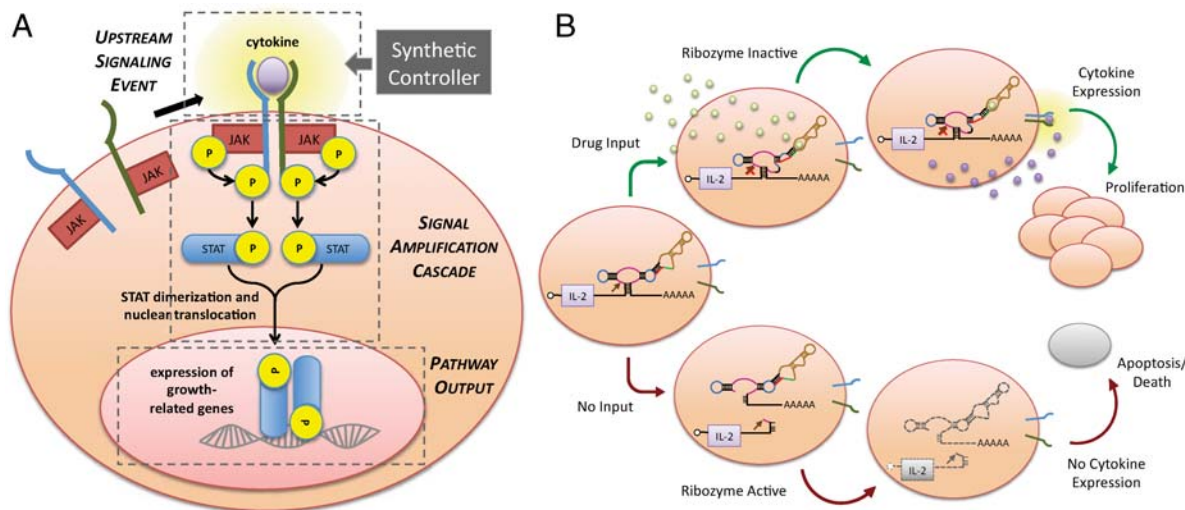 A
UPSTREAM
SIGNALING
EVENT
cytokine
Synthetic
Controller
JAK
JAK
P
P
JAK
JAK
P
P
STAT
P
P
STAT
SIGNAL
AMPLIFICATION
CASCADE
STAT dimerization and
nuclear translocation
PATHWAY
OUTPUT
expression of
growth-
related genes
P
P
B
Ribozyme Inactive
Drug Input
IL-2
AAAAA
IL-2
AAAAA
Cytokine
Expression
Proliferation
IL-2
AAAAA
No Input
AAAAA
IL-2
Ribozyme Active
AAAAA
IL-2
Apoptosis/
Death
No Cytokine
Expression